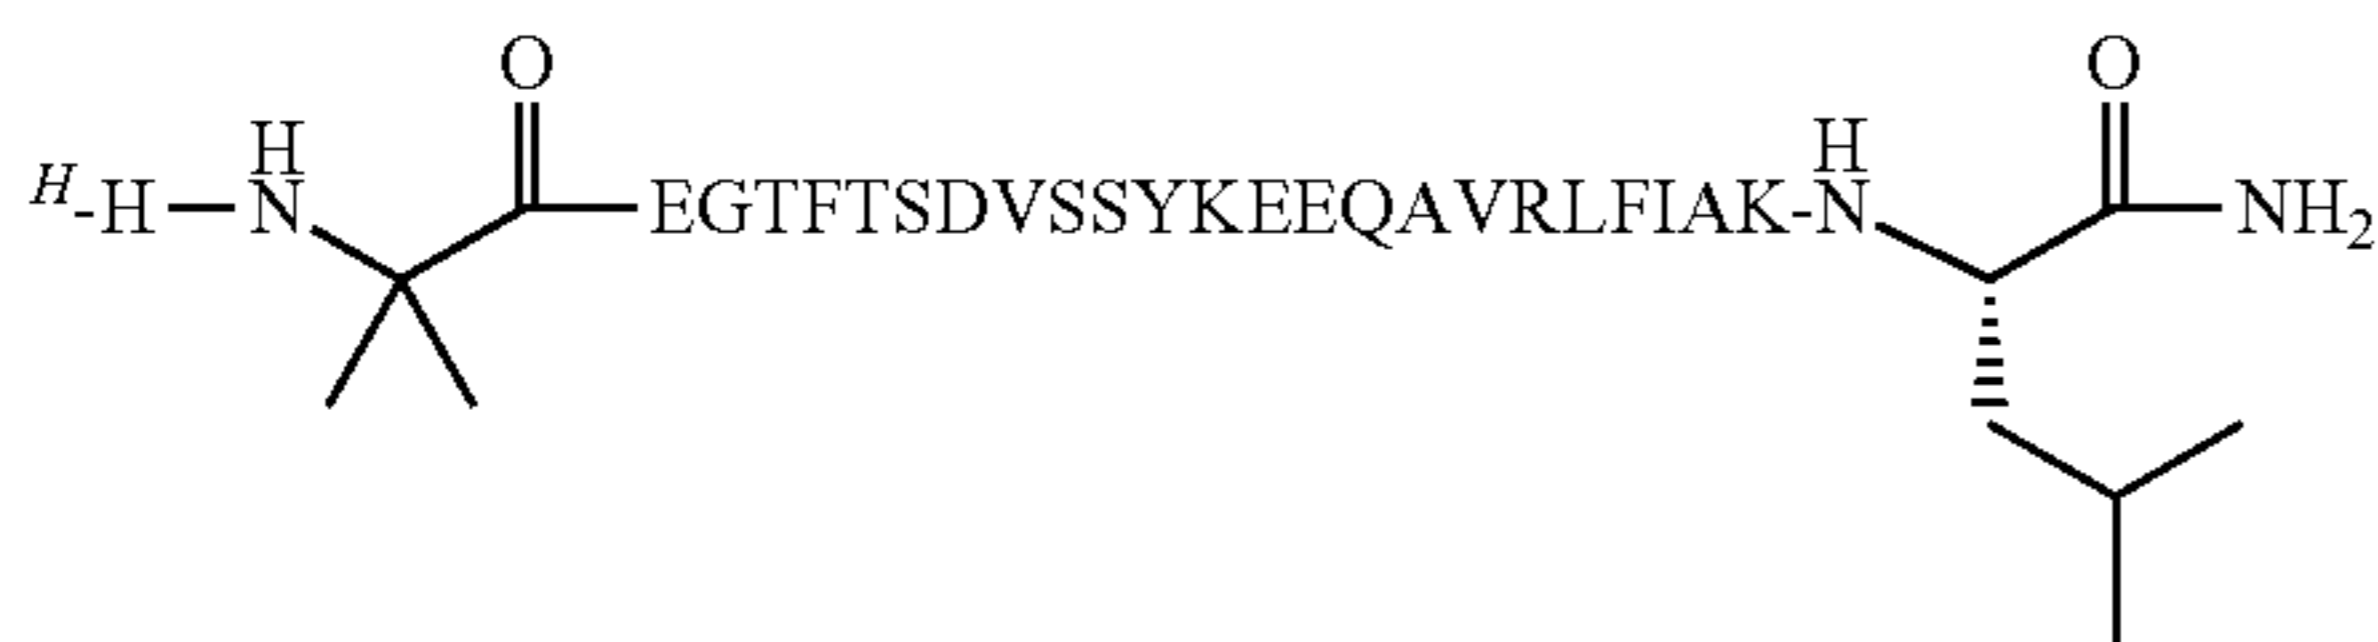 O O
H H
H-H N EGTFTSDVSSYKEEQAVRLFIAK-N NH2